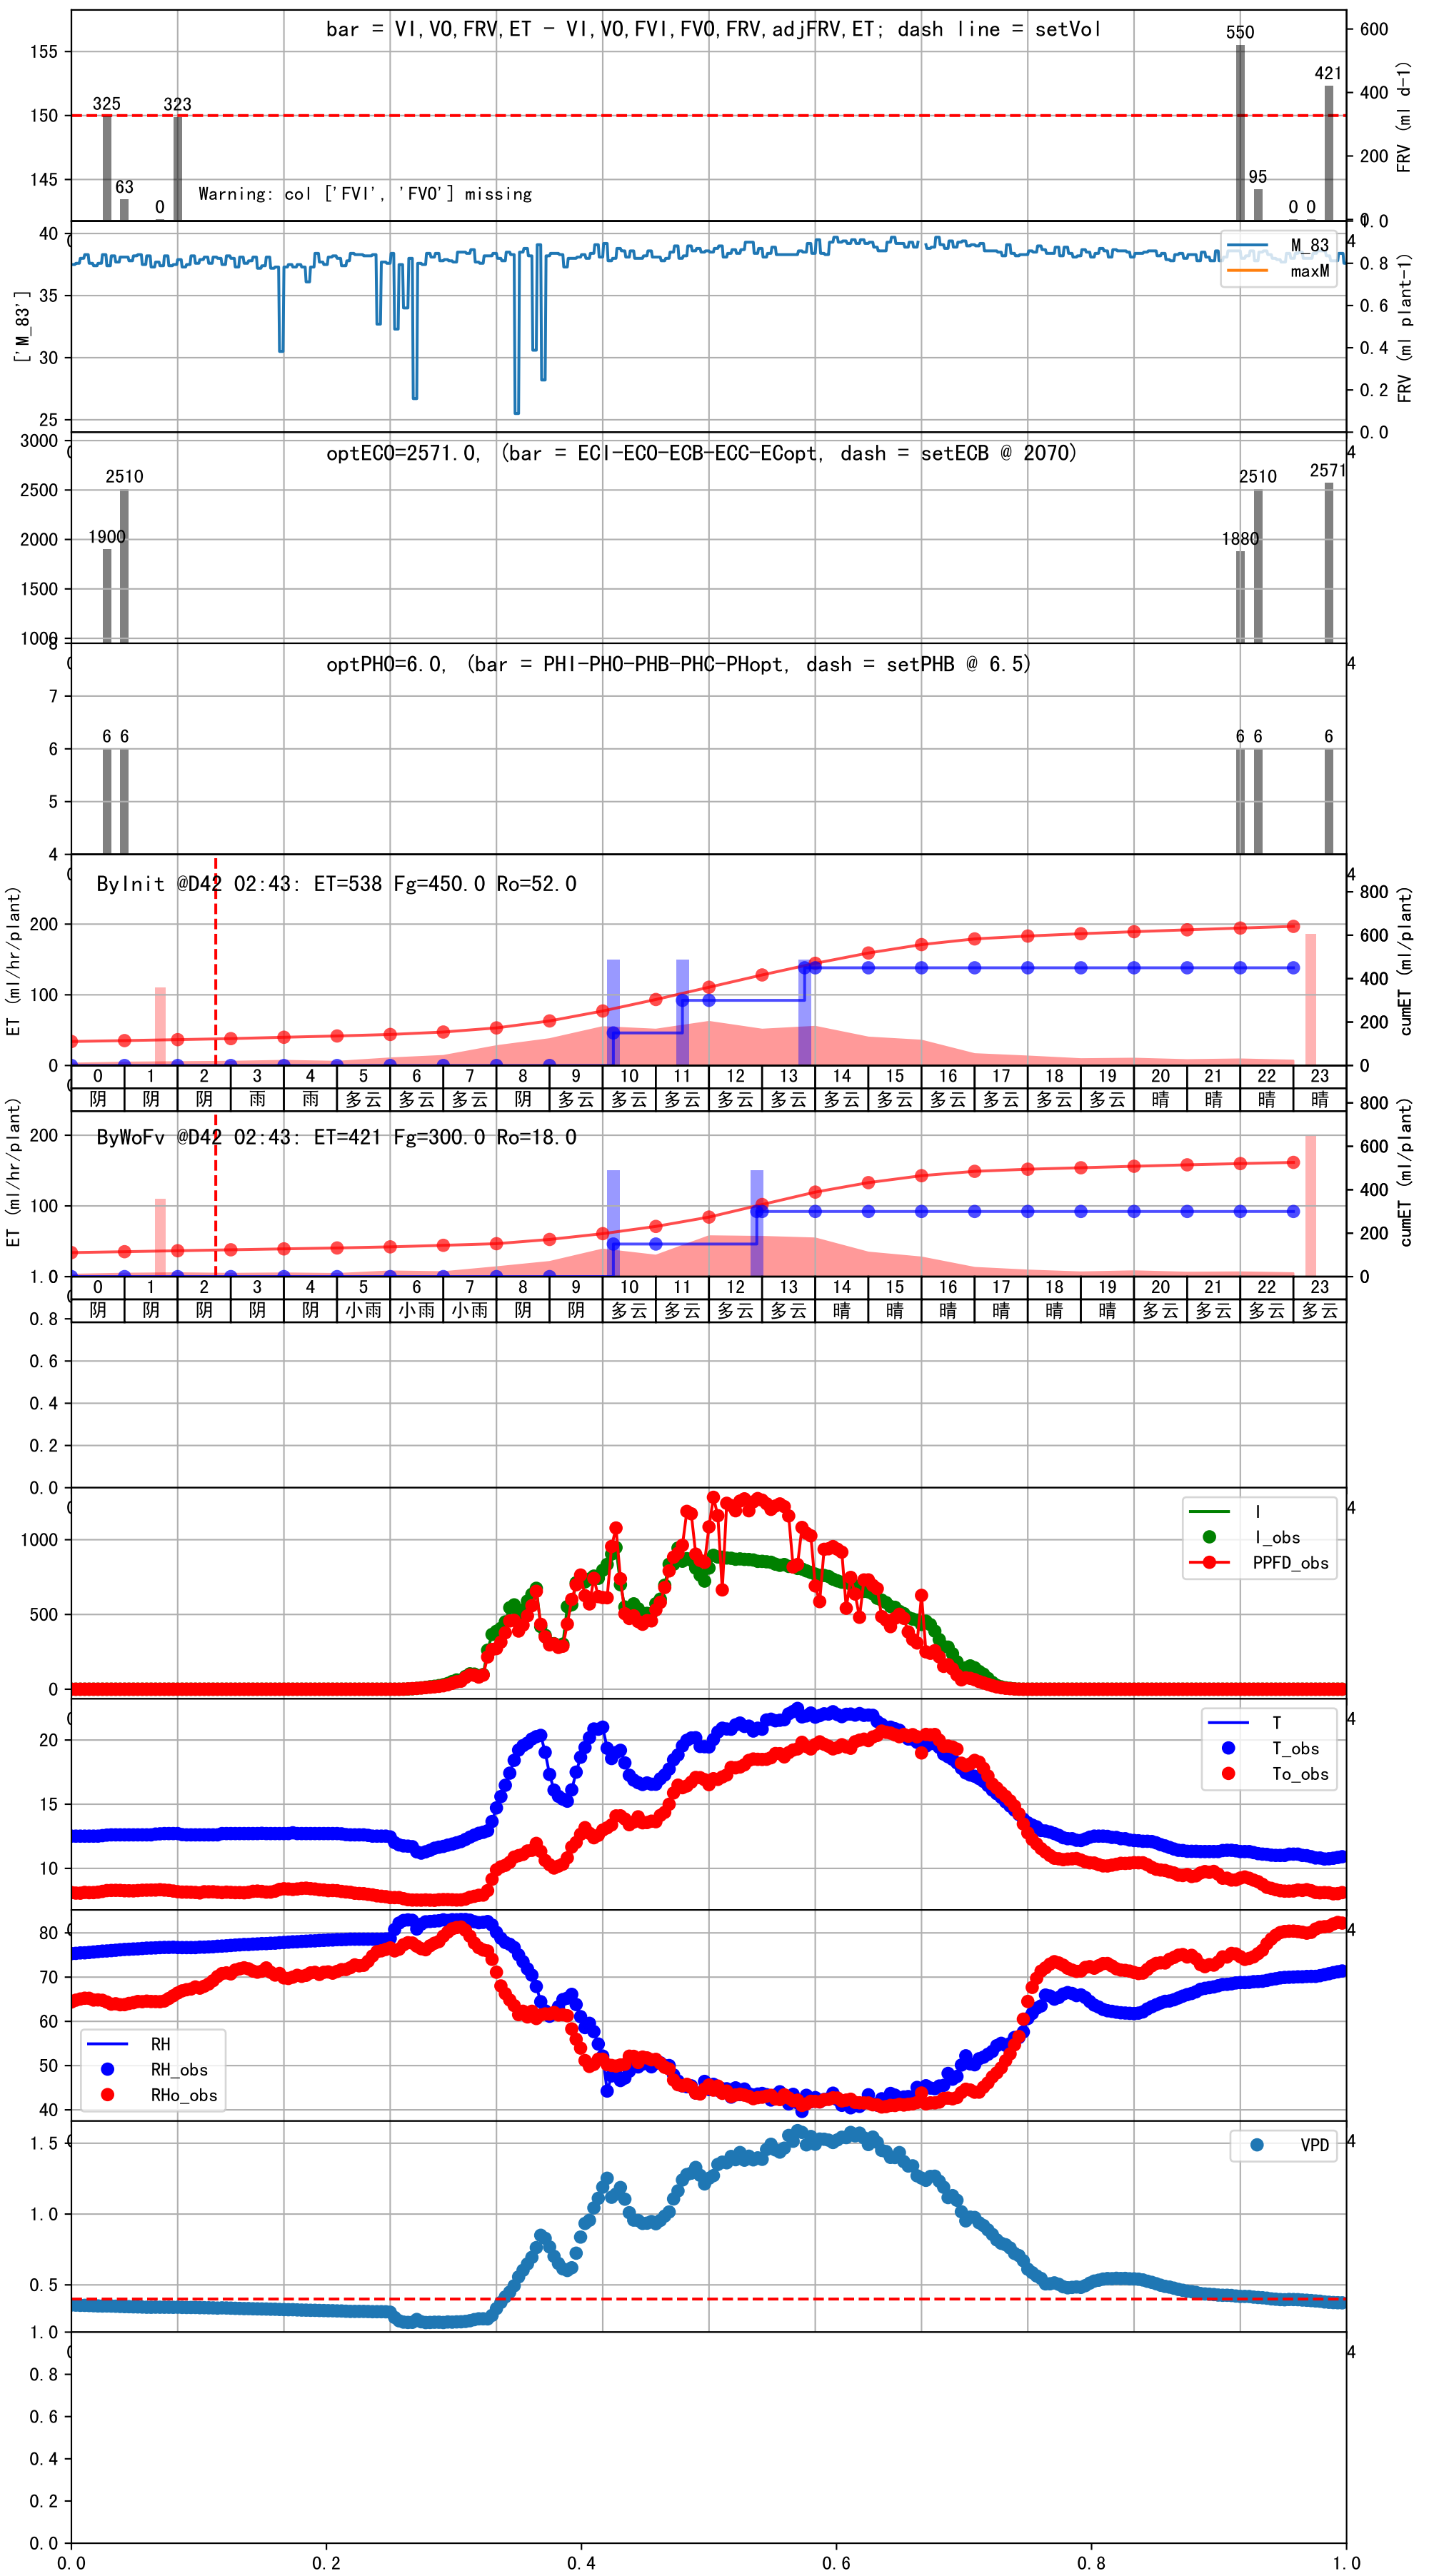 bar = VI,VO,FRV,ET - VI,VO,FVI,FVO,FRV,adjFRV,ET; dash line = setVol
155
150
145
325
63
0
323
Warning: col ['FVI', 'FVO'] missing
550
95
0 0
421
600
400
200
0
FRV (ml d-1)
40
35
30
25
['M_83']
M_83
maxM
0.8
0.6
0.4
0.2
0.0
FRV (ml plant-1)
optECO=2571.0, (bar = ECI-ECO-ECB-ECC-ECopt, dash = setECB @ 2070)
3000
2500
2000
1500
1000
1900
2510
1880
2510
2571
optPHO=6.0, (bar = PHI-PHO-PHB-PHC-PHopt, dash = setPHB @ 6.5)
7
6
5
4
6 6
6 6
6
ByInit @D42 02:43: ET=538 Fg=450.0 Ro=52.0
200
100
0
ET (ml/hr/plant)
800
600
400
200
0
cumET (ml/plant)
0 1 2 3 4 5 6 7 8 9 10 11 12 13 14 15 16 17 18 19 20 21 22 23
阴 阴 阴 雨 雨 多云 多云 多云 阴 多云 多云 多云 多云 多云 多云 多云 多云 多云 多云 多云 晴 晴 晴 晴
ByWoFv @D42 02:43: ET=421 Fg=300.0 Ro=18.0
200
100
ET (ml/hr/plant)
800
600
400
200
0
cumET (ml/plant)
0 1 2 3 4 5 6 7 8 9 10 11 12 13 14 15 16 17 18 19 20 21 22 23
阴 阴 阴 阴 阴 小雨 小雨 小雨 阴 阴 多云 多云 多云 多云 晴 晴 晴 晴 晴 晴 多云 多云 多云 多云
1.0
0.8
0.6
0.4
0.2
0.0
1000
500
0
I
I_obs
PPFD_obs
20
15
10
T
T_obs
To_obs
80
70
60
50
40
RH
RH_obs
RHo_obs
1.5
1.0
0.5
VPD
1.0
0.8
0.6
0.4
0.2
0.0
0.0 0.2 0.4 0.6 0.8 1.0